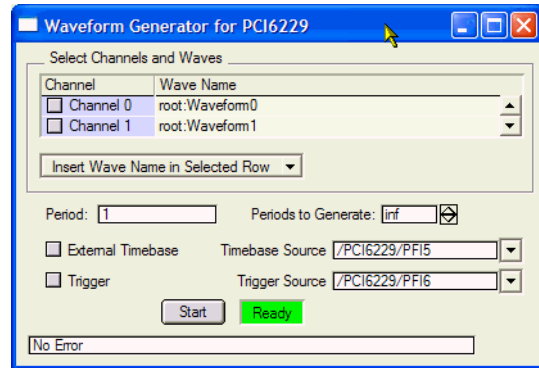 Waveform Generator for PCI6229
Select Channels and Waves
Channel Wave Name
Channel 0 root:Waveform0
Channel 1 root:Waveform1
Insert Wave Name in Selected Row
Period: 1 Periods to Generate: inf
External Timebase Timebase Source /PCI6229/PFI5
Trigger Trigger Source /PCI6229/PFI6
Start Ready
No Error